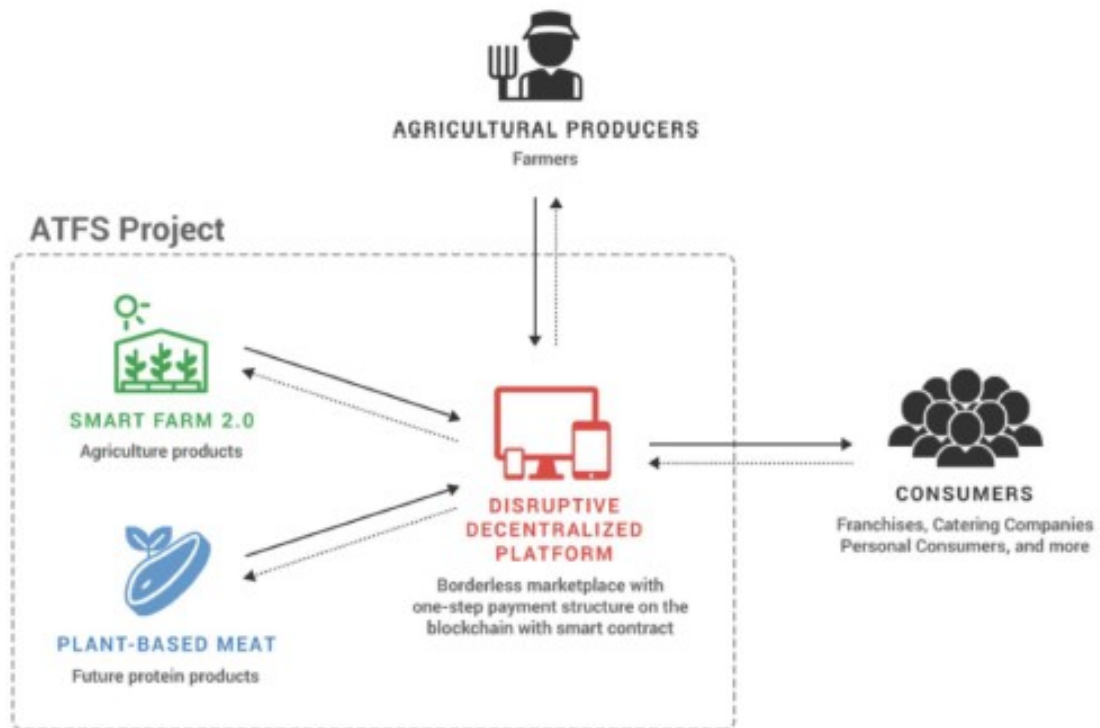 AGRICULTURAL PRODUCERS
Farmers
ATFS Project
SMART FARM 2.0
Agriculture products
DISRUPTIVE
DECENTRALIZED
PLATFORM
Borderless marketplace with
one-step payment structure on the
blockchain with smart contract
CONSUMERS
Franchises, Catering Companies
Personal Consumers, and more
PLANT-BASED MEAT
Future protein products